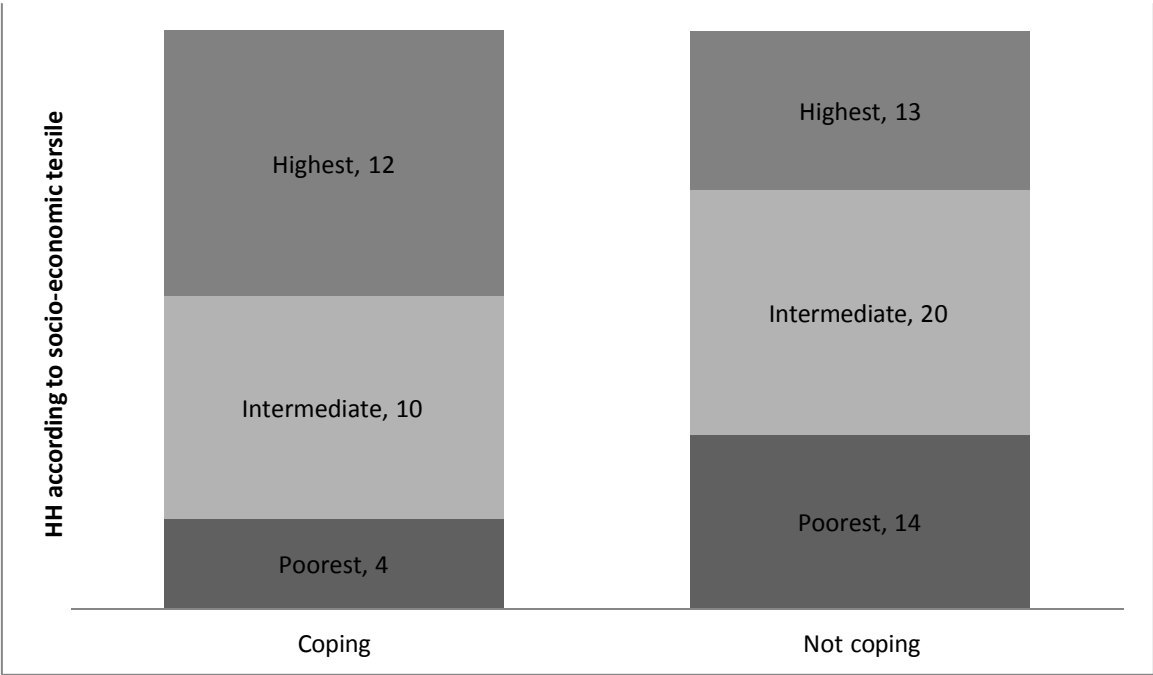 HH according to socio-economic tersile
Highest, 12
Intermediate, 10
Poorest, 4
Highest, 13
Intermediate, 20
Poorest, 14
Coping
Not coping